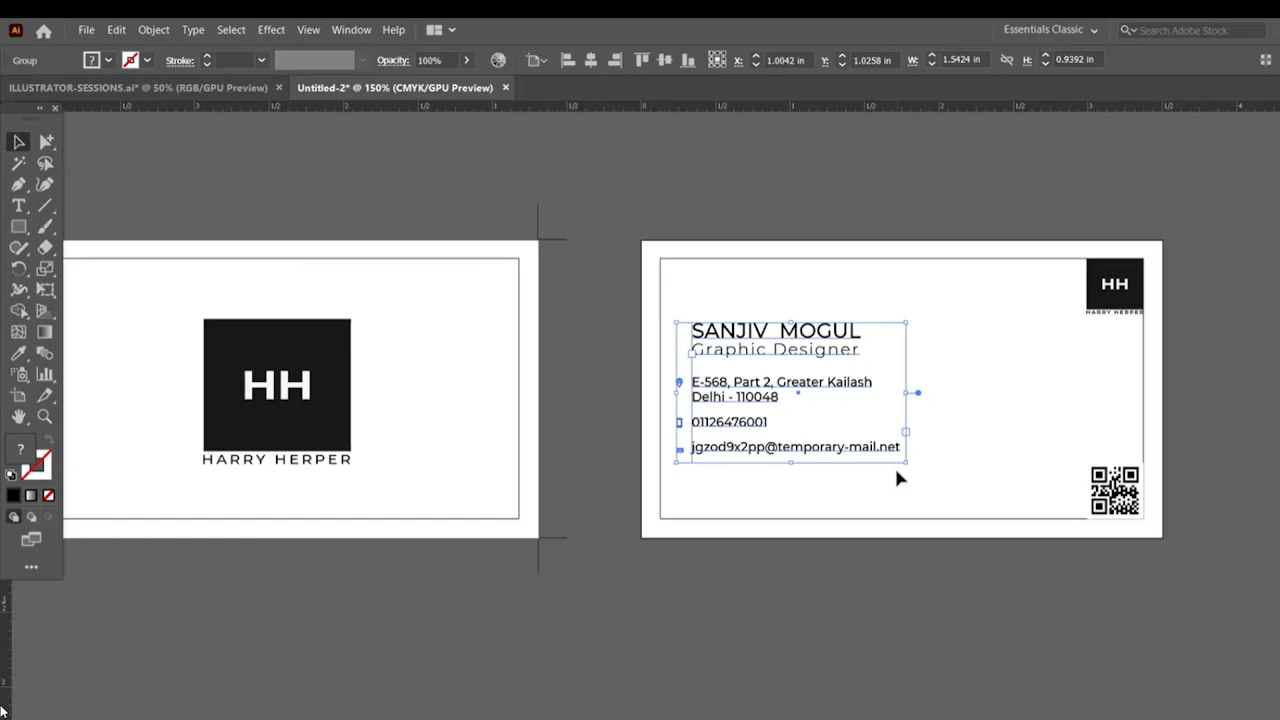 Ai File Edit Object Type Select Effect View Window Help Essentials Classic Search Adobe Stock
Group ? Stroke: Opacity: 100% X: 1.0042 in Y: 1.0258 in W: 1.5424 in H: 0.9392 in
ILLUSTRATOR-SESSIONS.ai* @ 50% (RGB/GPU Preview) × Untitled-2* @ 150% (CMYK/GPU Preview) ×
HH
HARRY HERPER
HH
HARRY HERPER
SANJIV MOGUL
Graphic Designer
E-568, Part 2, Greater Kailash
Delhi - 110048
01126476001
jgzod9x2pp@temporary-mail.net
?